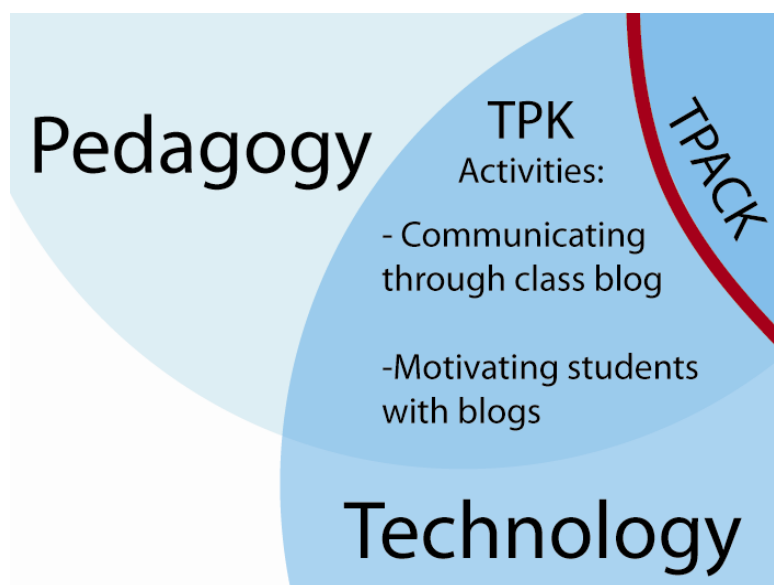 Pedagogy
TPK
Activities:
- Communicating
through class blog
-Motivating students
with blogs
TPACK
Technology